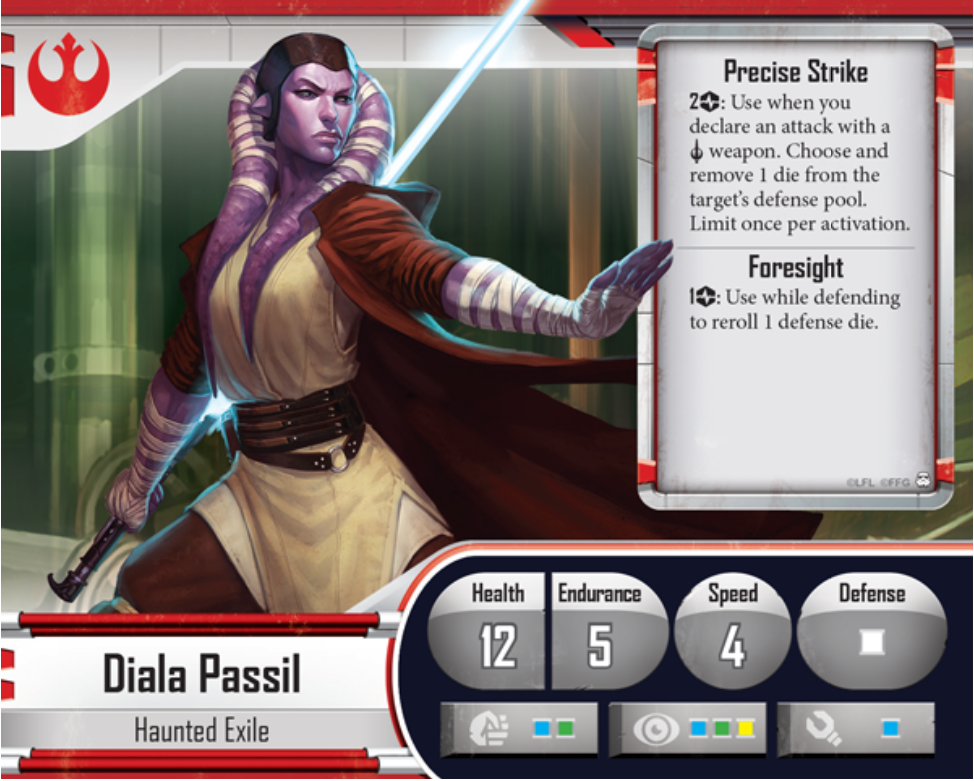 Precise Strike
2: Use when you
declare an attack with a
weapon. Choose and
remove 1 die from the
target's defense pool.
Limit once per activation.
Foresight
1: Use while defending
to reroll 1 defense die.
©LFL ©FFG
Health
Endurance
Speed
Defense
12
5
4
Diala Passil
Haunted Exile